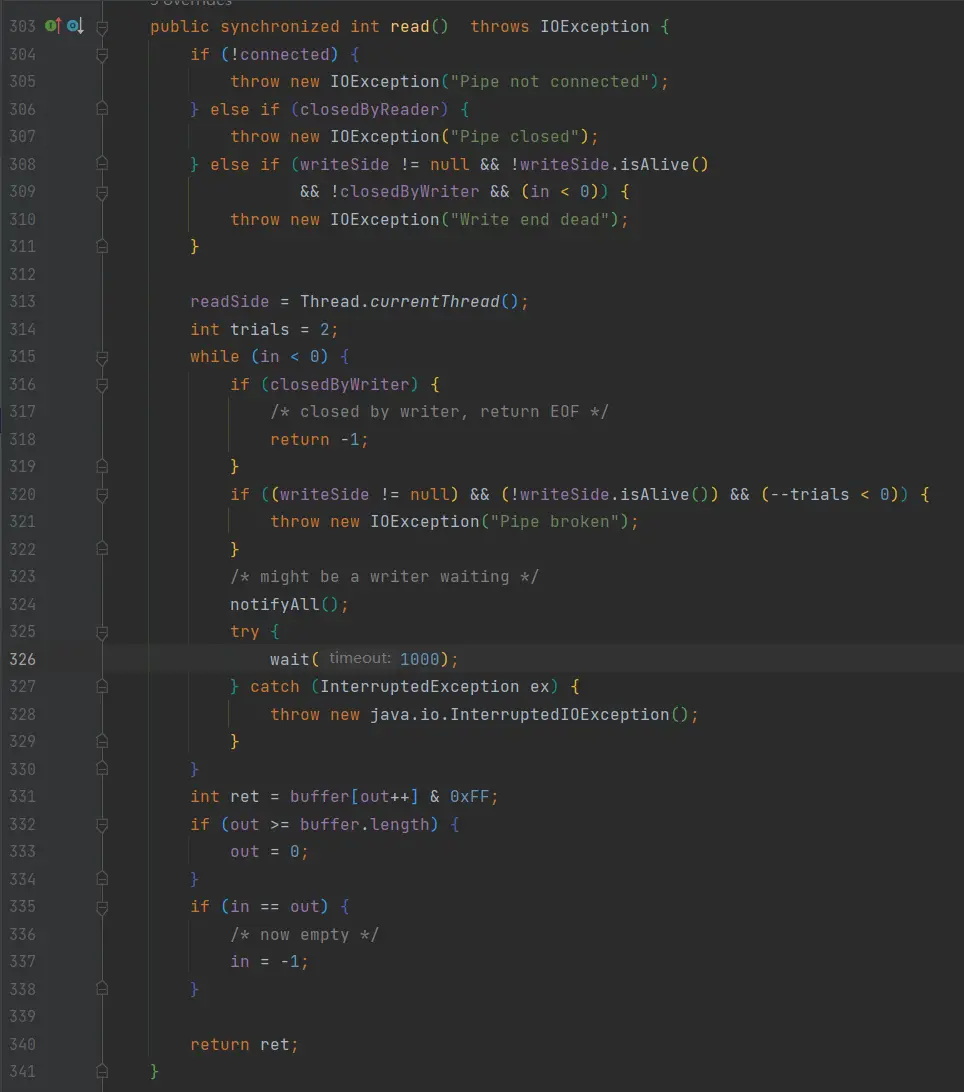 3 overrides
303 public synchronized int read()  throws IOException {
304 if (!connected) {
305 throw new IOException("Pipe not connected");
306 } else if (closedByReader) {
307 throw new IOException("Pipe closed");
308 } else if (writeSide != null && !writeSide.isAlive()
309 && !closedByWriter && (in < 0)) {
310 throw new IOException("Write end dead");
311 }
312
313 readSide = Thread.currentThread();
314 int trials = 2;
315 while (in < 0) {
316 if (closedByWriter) {
317 /* closed by writer, return EOF */
318 return -1;
319 }
320 if ((writeSide != null) && (!writeSide.isAlive()) && (--trials < 0)) {
321 throw new IOException("Pipe broken");
322 }
323 /* might be a writer waiting */
324 notifyAll();
325 try {
326 wait( timeout: 1000);
327 } catch (InterruptedException ex) {
328 throw new java.io.InterruptedIOException();
329 }
330 }
331 int ret = buffer[out++] & 0xFF;
332 if (out >= buffer.length) {
333 out = 0;
334 }
335 if (in == out) {
336 /* now empty */
337 in = -1;
338 }
339
340 return ret;
341 }